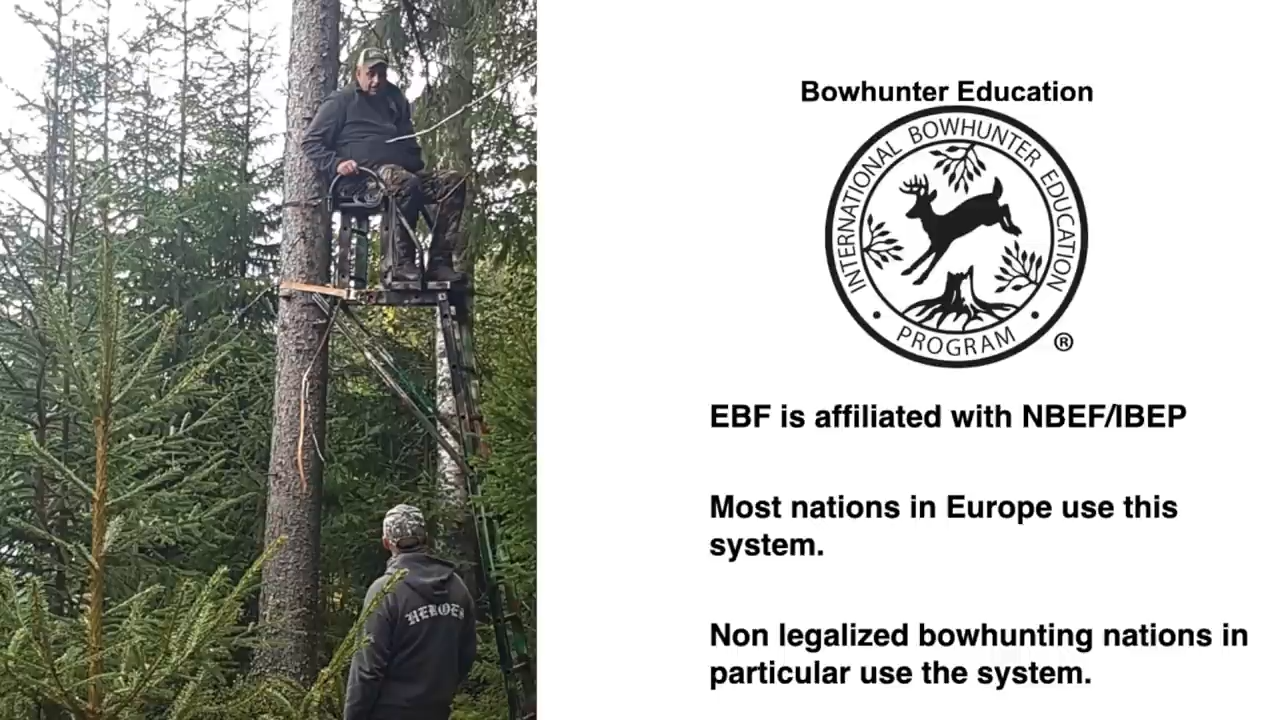 HEROES
Bowhunter Education
INTERNATIONAL BOWHUNTER EDUCATION
• PROGRAM •
®
EBF is affiliated with NBEF/IBEP
Most nations in Europe use this
system.
Non legalized bowhunting nations in
particular use the system.